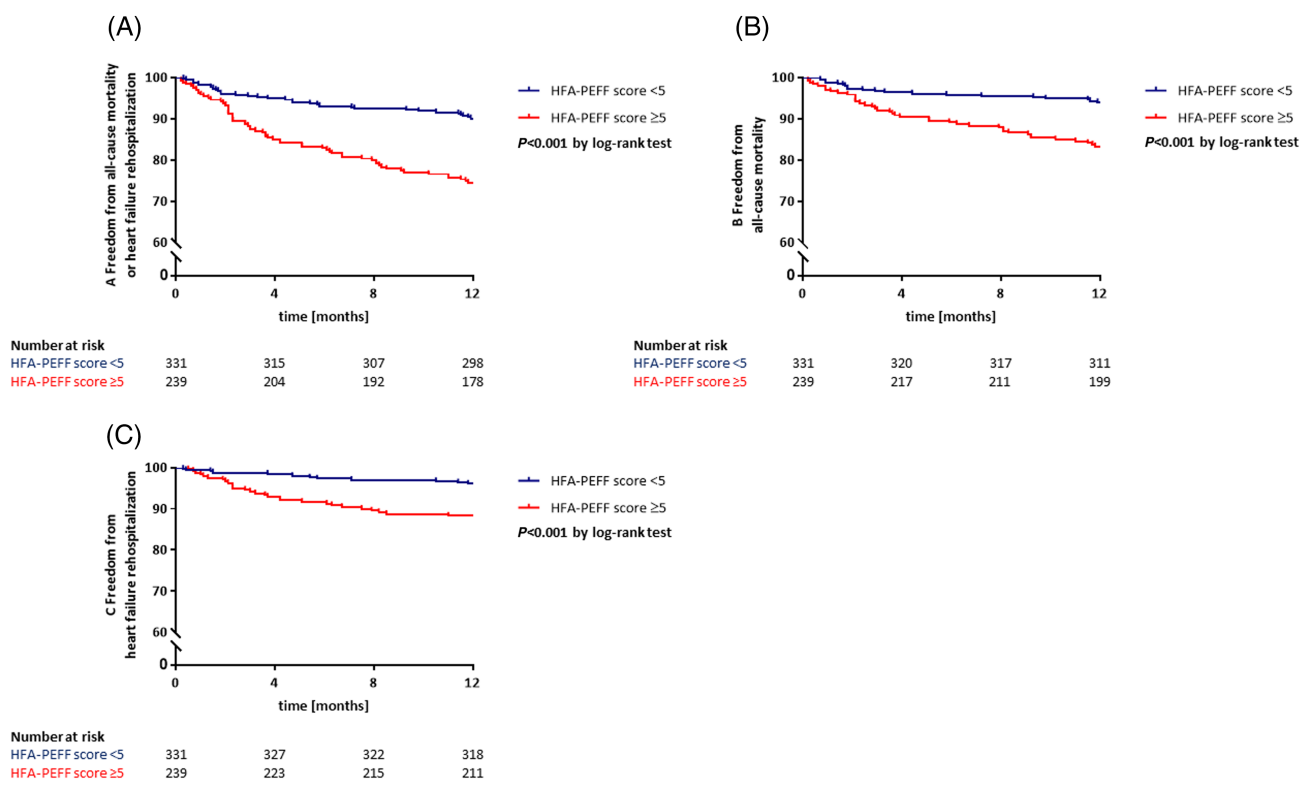 (A)
A Freedom from all-cause mortality
or heart failure rehospitalization
100
90
80
70
60
0
0 4 8 12
time [months]
HFA-PEFF score <5
HFA-PEFF score ≥5
P<0.001 by log-rank test
Number at risk
HFA-PEFF score <5 331 315 307 298
HFA-PEFF score ≥5 239 204 192 178
(B)
B Freedom from
all-cause mortality
100
90
80
70
60
0
0 4 8 12
time [months]
HFA-PEFF score <5
HFA-PEFF score ≥5
P<0.001 by log-rank test
Number at risk
HFA-PEFF score <5 331 320 317 311
HFA-PEFF score ≥5 239 217 211 199
(C)
C Freedom from
heart failure rehospitalization
100
90
80
70
60
0
0 4 8 12
time [months]
HFA-PEFF score <5
HFA-PEFF score ≥5
P<0.001 by log-rank test
Number at risk
HFA-PEFF score <5 331 327 322 318
HFA-PEFF score ≥5 239 223 215 211